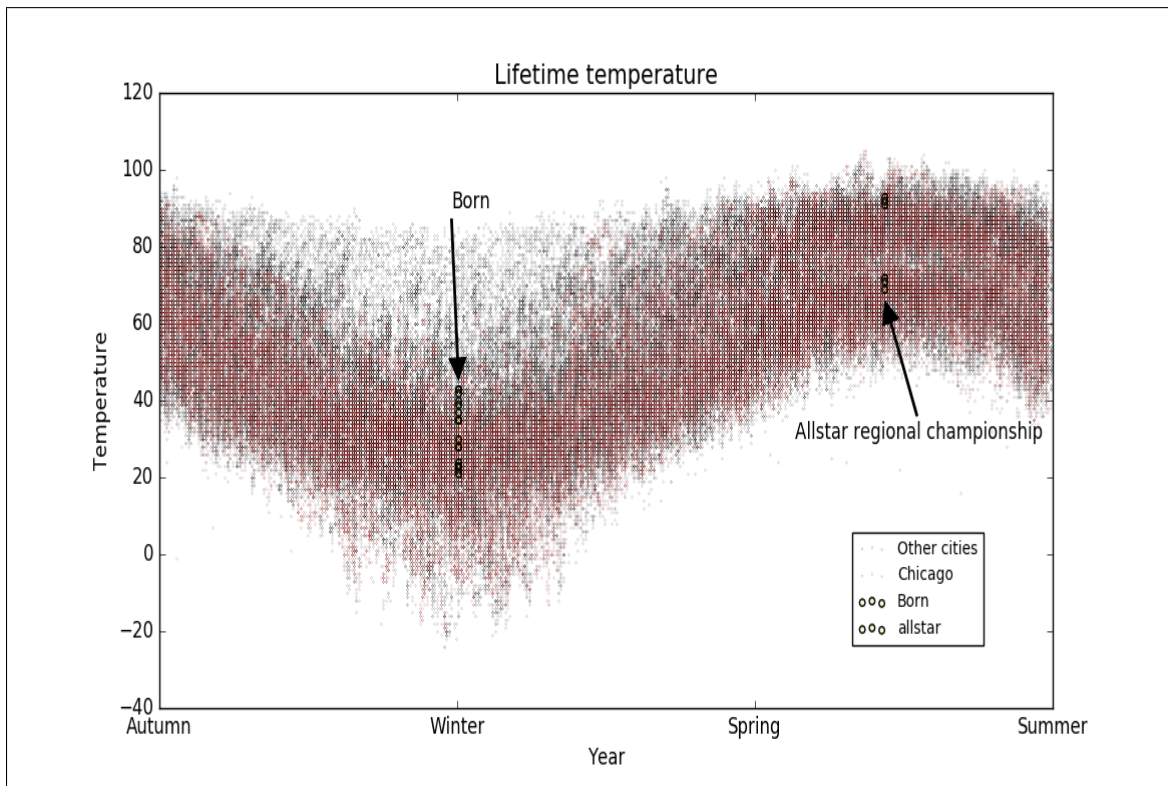 Lifetime temperature
120
100
80
60
40
20
0
−20
−40
Temperature
Born
Allstar regional championship
Other cities
Chicago
Born
allstar
Autumn
Winter
Spring
Summer
Year